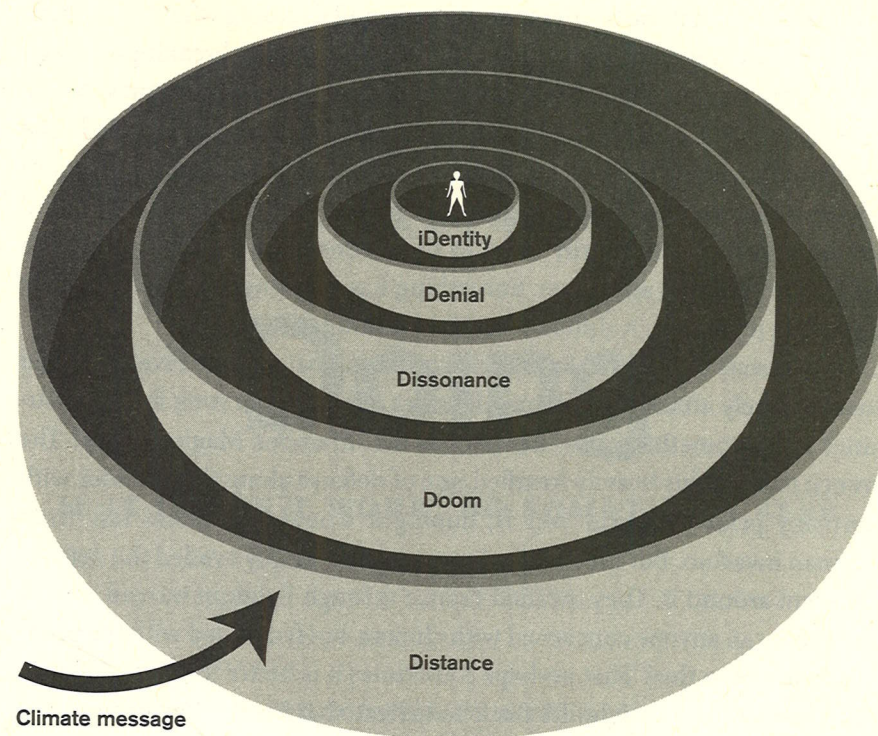 iDentity
Denial
Dissonance
Doom
Distance
Climate message